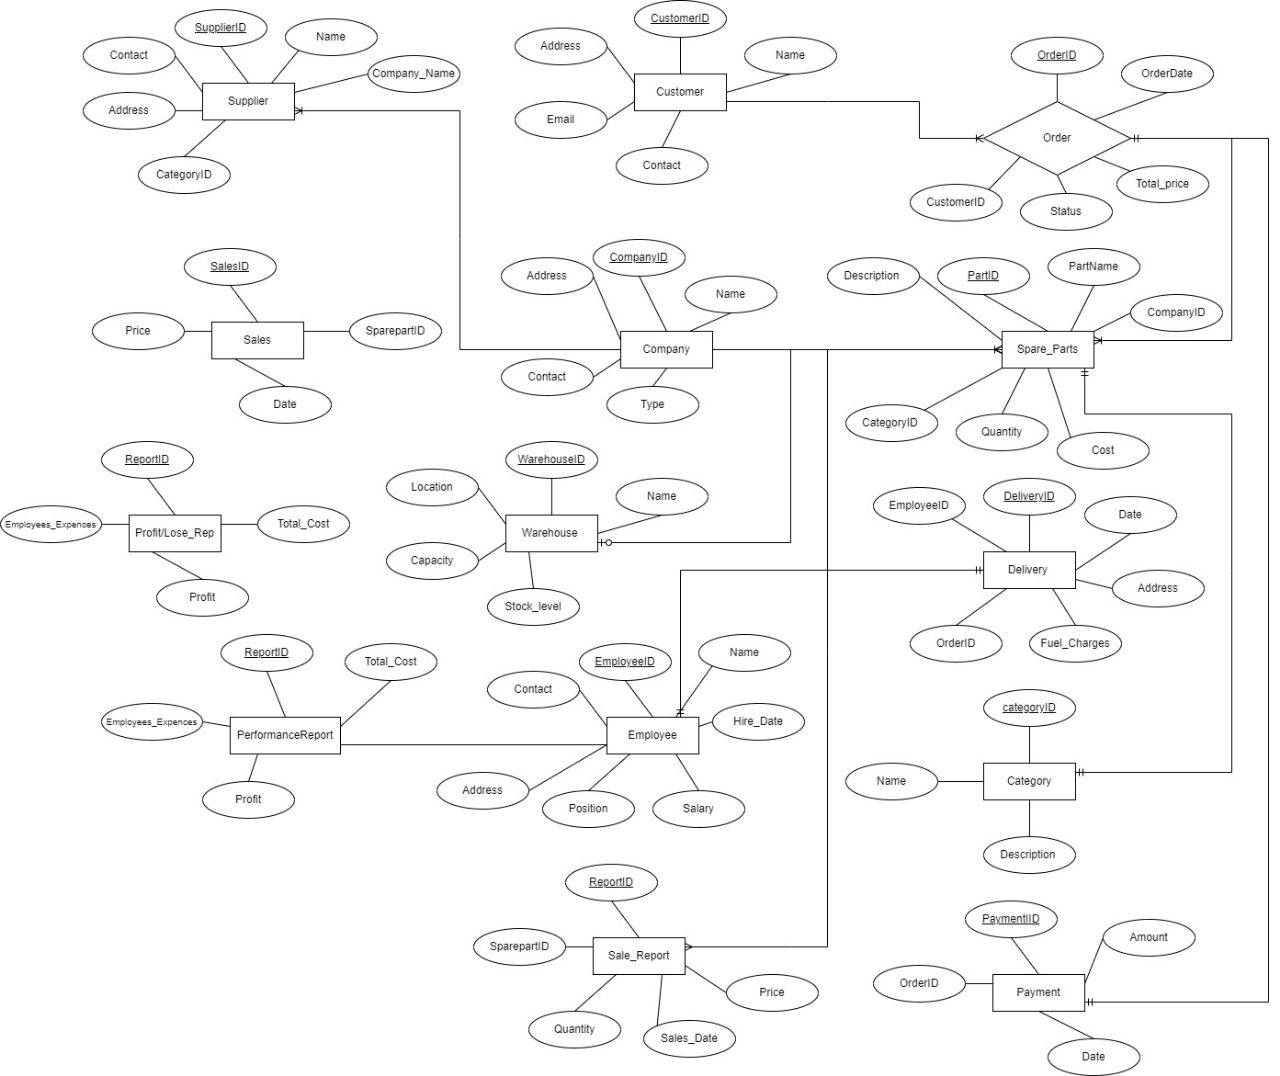 SupplierID
Name
Contact
Company_Name
Supplier
Address
CategoryID
CustomerID
Address
Name
Customer
Email
Contact
OrderID
OrderDate
Order
Total_price
CustomerID
Status
SalesID
Price
Sales
SparepartID
Date
CompanyID
Address
Name
Company
Contact
Type
Description
PartID
PartName
CompanyID
Spare_Parts
CategoryID
Quantity
Cost
ReportID
Employees_Expences
Profit/Lose_Rep
Total_Cost
Profit
WarehouseID
Location
Name
Warehouse
Capacity
Stock_level
EmployeeID
DeliveryID
Date
Delivery
Address
OrderID
Fuel_Charges
ReportID
Total_Cost
Employees_Expences
PerformanceReport
Profit
EmployeeID
Name
Contact
Hire_Date
Employee
Address
Position
Salary
categoryID
Name
Category
Description
ReportID
SparepartID
Sale_Report
Price
Quantity
Sales_Date
PaymentIID
Amount
OrderID
Payment
Date